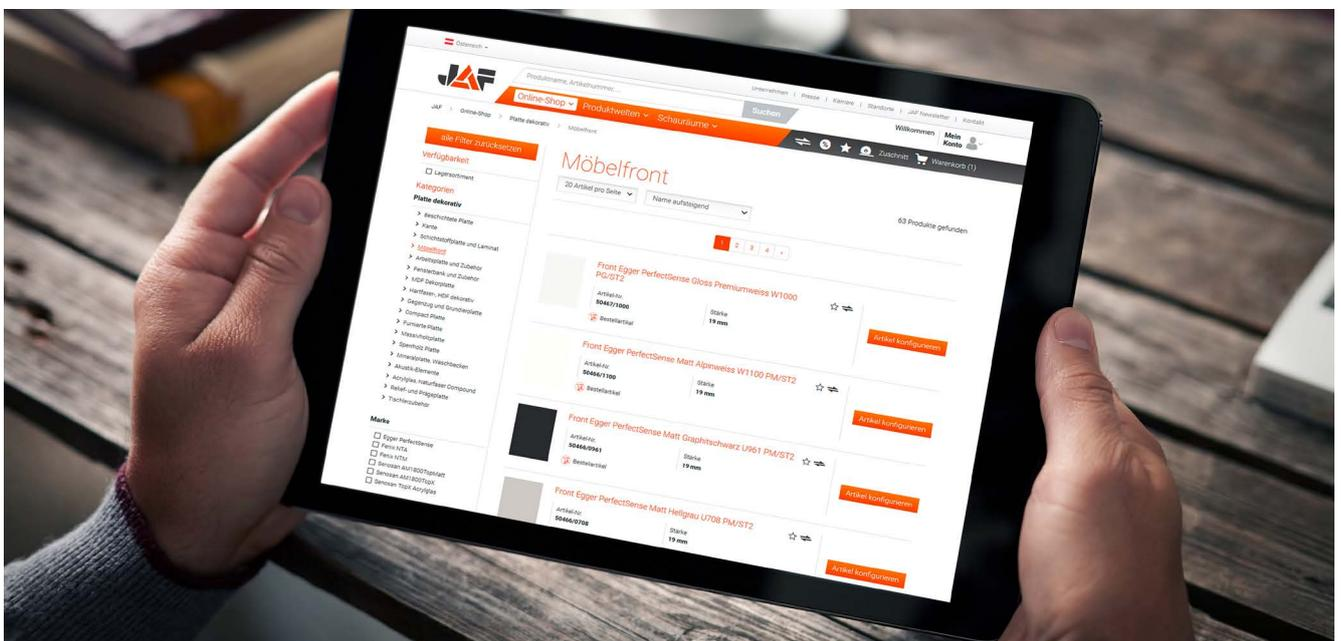 Österreich
JAF
Produktname, Artikelnummer, ...
Suchen
Unternehmen | Presse | Karriere | Standorte | JAF Newsletter | Kontakt
Willkommen
Mein
Konto
Online-Shop
Produktwelten
Schauräume
Zuschnitt
Warenkorb (1)
JAF > Online-Shop > Platte dekorativ > Möbelfront
alle Filter zurücksetzen
Verfügbarkeit
Lagersortiment
Kategorien
Platte dekorativ
> Beschichtete Platte
> Kante
> Schichtstoffplatte und Laminat
> Möbelfront
> Arbeitsplatte und Zubehör
> Fensterbank und Zubehör
> MDF Dekorplatte
> Hartfaser-, HDF dekorativ
> Gegenzug und Grundierplatte
> Compact Platte
> Furnierte Platte
> Massivholzplatte
> Sperrholz Platte
> Mineralplatte, Waschbecken
> Akustik-Elemente
> Acrylglas, Naturfaser Compound
> Relief- und Prägeplatte
> Tischlerzubehör
Marke
Egger PerfectSense
Fenix NTA
Fenix NTM
Senosan AM1800TopMatt
Senosan AM1800TopX
Senosan TopX Acrylglas
Möbelfront
20 Artikel pro Seite
Name aufsteigend
63 Produkte gefunden
1 2 3 4 ›
Front Egger PerfectSense Gloss Premiumweiss W1000
PG/ST2
Artikel-Nr.
50467/1000
Stärke
19 mm
Bestellartikel
Artikel konfigurieren
Front Egger PerfectSense Matt Alpinweiss W1100 PM/ST2
Artikel-Nr.
50466/1100
Stärke
19 mm
Bestellartikel
Artikel konfigurieren
Front Egger PerfectSense Matt Graphitschwarz U961 PM/ST2
Artikel-Nr.
50466/0961
Stärke
19 mm
Bestellartikel
Artikel konfigurieren
Front Egger PerfectSense Matt Hellgrau U708 PM/ST2
Artikel-Nr.
50466/0708
Stärke
19 mm
Artikel konfigurieren